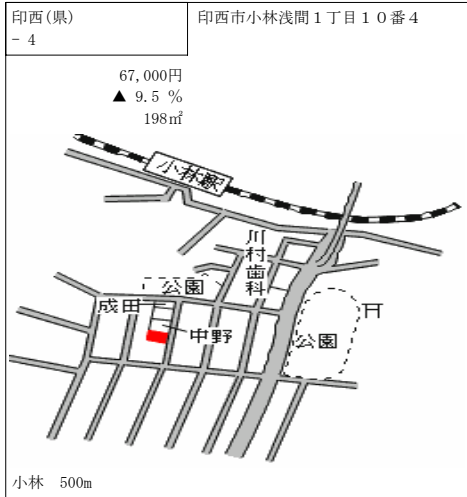 印西(県)
- 4
印西市小林浅間1丁目10番4
67,000円
▲ 9.5 %
198㎡
小林駅
川村歯科
公園
成田
中野
公園
小林 500m